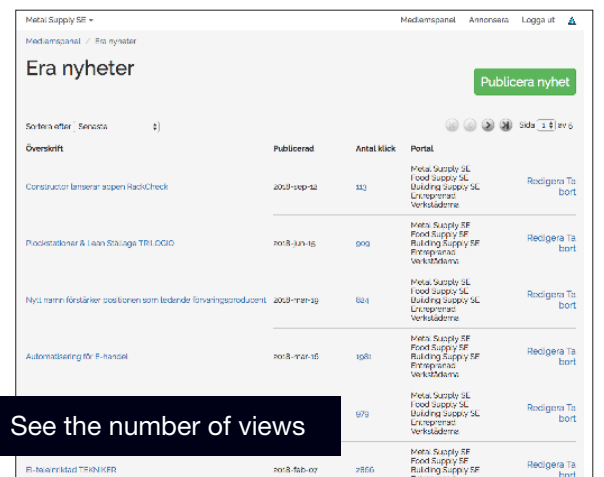 Metal Supply SE
Medlemspanel Annonsera Logga ut
Medlemspanel / Era nyheter
Era nyheter
Publicera nyhet
Sortera efter Senaste
Sida 1 av 5
Överskrift Publicerad Antal klick Portal
Constructor lanserar appen RackCheck 2018-sep-12 113
Metal Supply SE
Food Supply SE
Building Supply SE
Entreprenad
Verkstäderna
Redigera Ta
bort
Plockstationer & Lean Ställage TRILOGIQ 2018-jun-15 909
Metal Supply SE
Food Supply SE
Building Supply SE
Entreprenad
Verkstäderna
Redigera Ta
bort
Nytt namn förstärker positionen som ledande förvaringsproducent 2018-mar-19 824
Metal Supply SE
Food Supply SE
Building Supply SE
Entreprenad
Verkstäderna
Redigera Ta
bort
Automatisering för E-handel 2018-mar-16 1981
Metal Supply SE
Food Supply SE
Building Supply SE
Entreprenad
Verkstäderna
Redigera Ta
bort
979
Metal Supply SE
Food Supply SE
Building Supply SE
Entreprenad
Verkstäderna
Redigera Ta
bort
See the number of views
2018-feb-07 2866
Metal Supply SE
Food Supply SE
Building Supply SE
Redigera Ta
bort